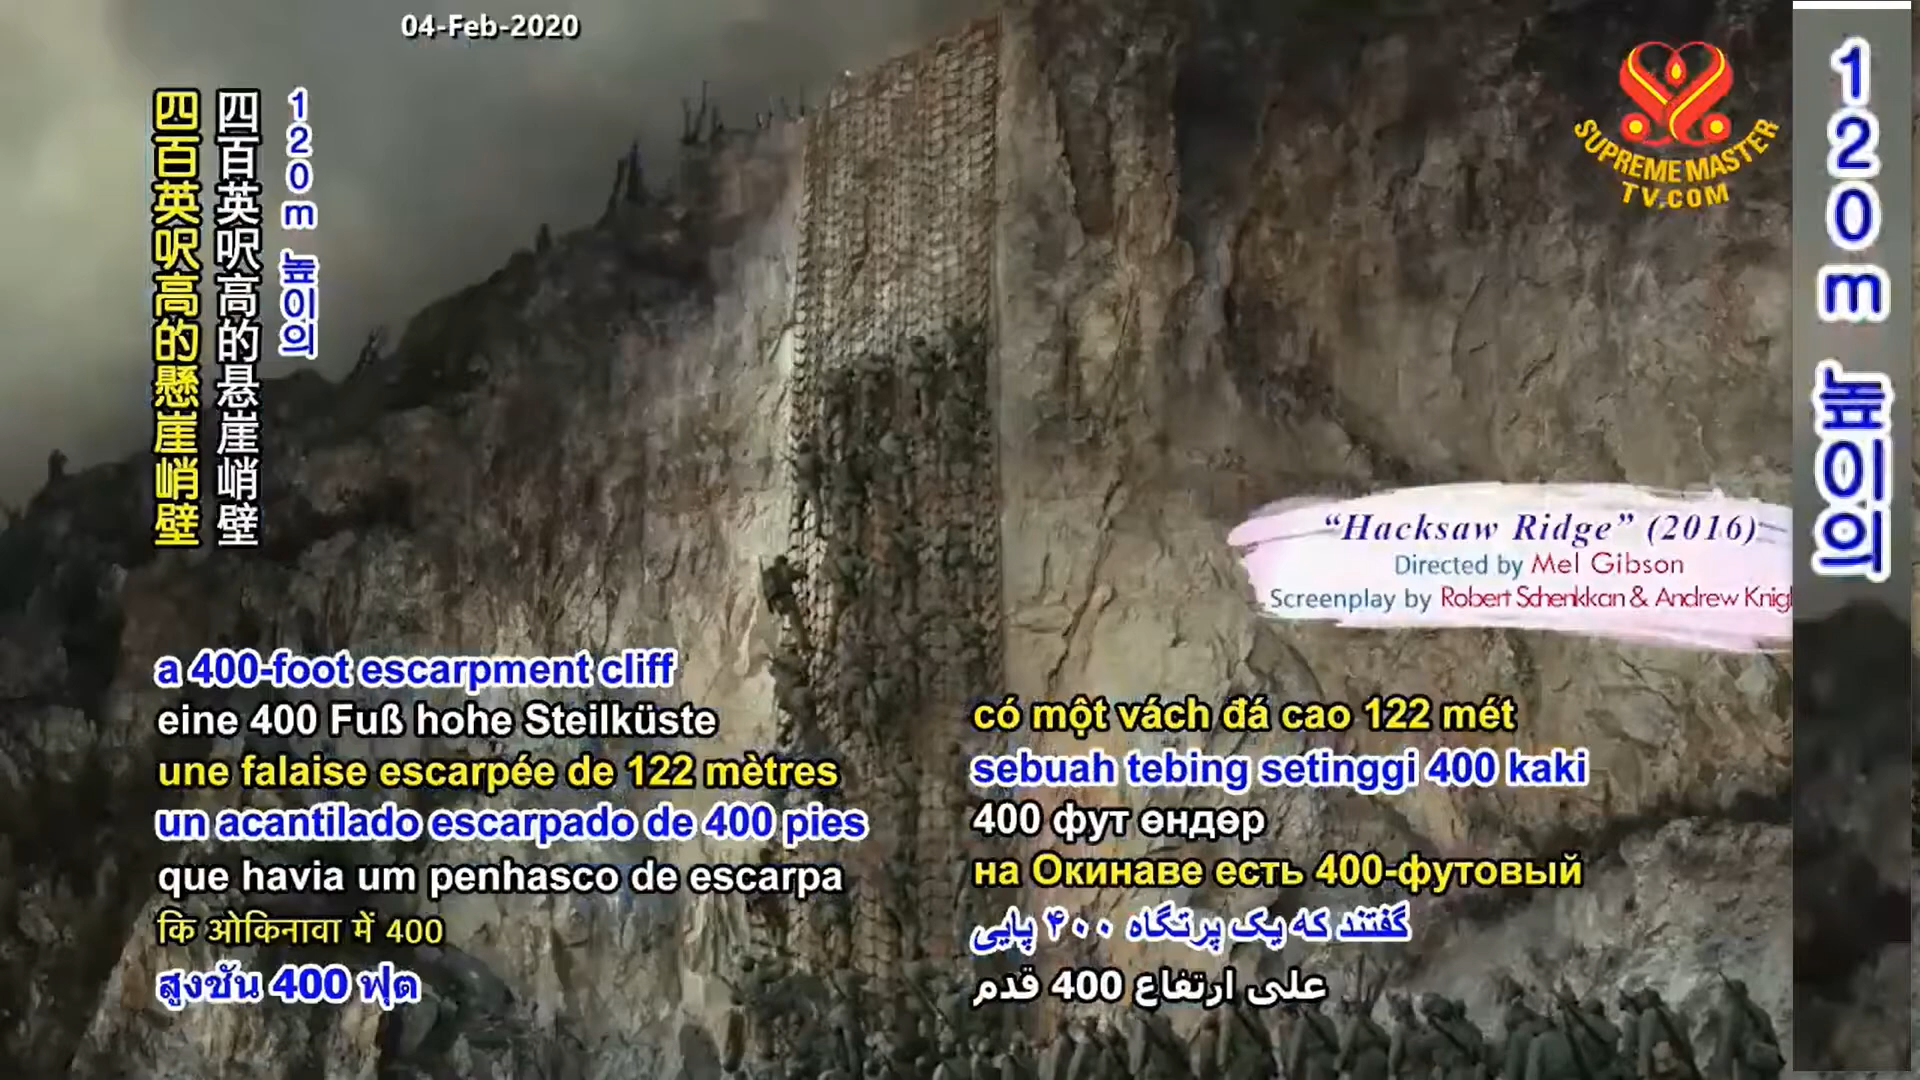 04-Feb-2020
四百英呎高的懸崖峭壁
四百英呎高的悬崖峭壁
120m 높이의
SUPREME MASTER
TV.COM
120m 높이의
“Hacksaw Ridge” (2016)
Directed by Mel Gibson
Screenplay by Robert Schenkkan & Andrew Knig
a 400-foot escarpment cliff
eine 400 Fuß hohe Steilküste
une falaise escarpée de 122 mètres
un acantilado escarpado de 400 pies
que havia um penhasco de escarpa
कि ओकिनावा में 400
สูงชัน 400 ฟุต
có một vách đá cao 122 mét
sebuah tebing setinggi 400 kaki
400 фут өндөр
на Окинаве есть 400-футовый
گفتند که یک پرتگاه ۴۰۰ پایی
على ارتفاع 400 قدم